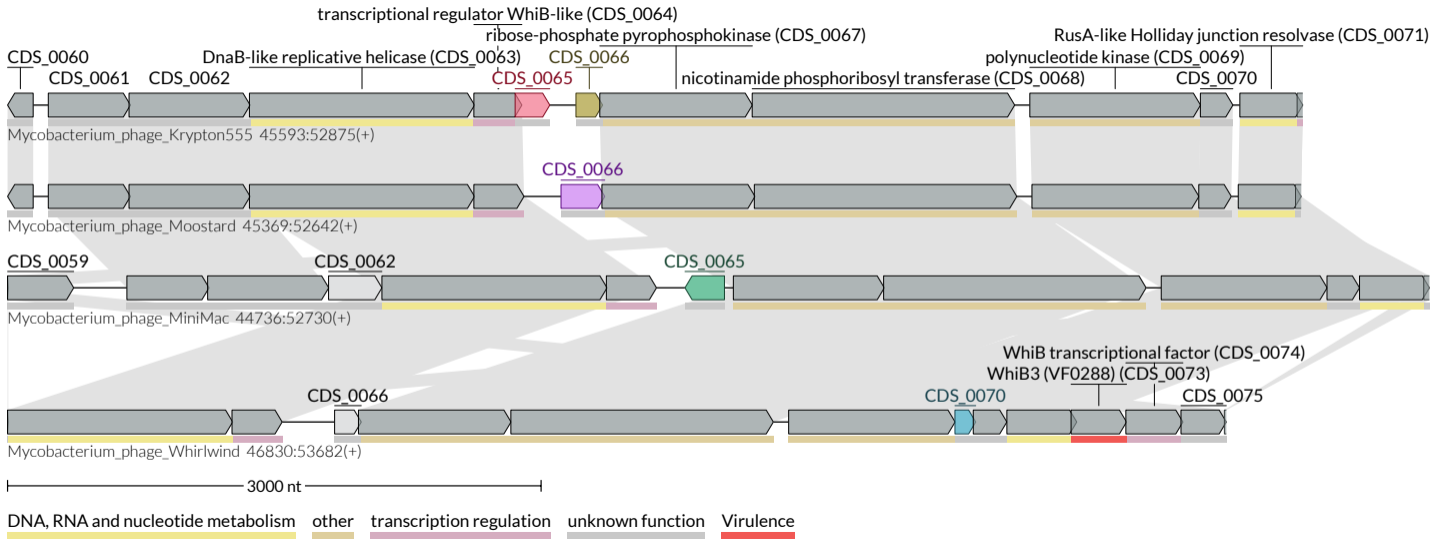 transcriptional regulator WhiB-like (CDS_0064)
ribose-phosphate pyrophosphokinase (CDS_0067)
RusA-like Holliday junction resolvase (CDS_0071)
CDS_0060
DnaB-like replicative helicase (CDS_0063)
CDS_0066
polynucleotide kinase (CDS_0069)
CDS_0061
CDS_0062
CDS_0065
nicotinamide phosphoribosyl transferase (CDS_0068)
CDS_0070
Mycobacterium_phage_Krypton555 45593:52875(+)
CDS_0066
Mycobacterium_phage_Moostard 45369:52642(+)
CDS_0059
CDS_0062
CDS_0065
Mycobacterium_phage_MiniMac 44736:52730(+)
WhiB transcriptional factor (CDS_0074)
WhiB3 (VF0288) (CDS_0073)
CDS_0066
CDS_0070
CDS_0075
Mycobacterium_phage_Whirlwind 46830:53682(+)
3000 nt
DNA, RNA and nucleotide metabolism
other
transcription regulation
unknown function
Virulence